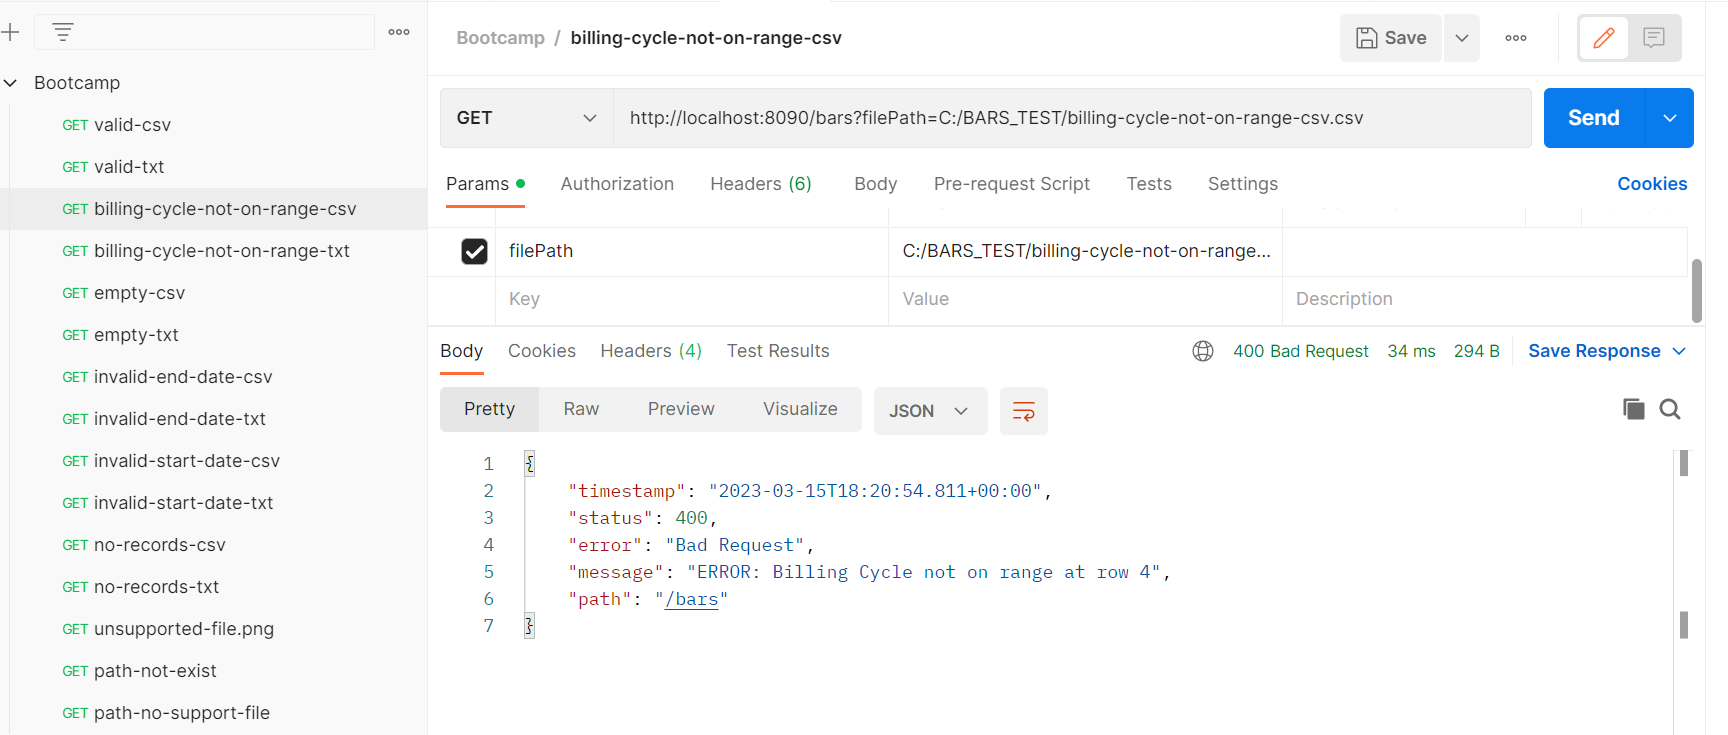 Bootcamp
GET valid-csv
GET valid-txt
GET billing-cycle-not-on-range-csv
GET billing-cycle-not-on-range-txt
GET empty-csv
GET empty-txt
GET invalid-end-date-csv
GET invalid-end-date-txt
GET invalid-start-date-csv
GET invalid-start-date-txt
GET no-records-csv
GET no-records-txt
GET unsupported-file.png
GET path-not-exist
GET path-no-support-file
Bootcamp / billing-cycle-not-on-range-csv
Save
GET http://localhost:8090/bars?filePath=C:/BARS_TEST/billing-cycle-not-on-range-csv.csv
Send
Params Authorization Headers (6) Body Pre-request Script Tests Settings Cookies
filePath C:/BARS_TEST/billing-cycle-not-on-range...
Key Value Description
Body Cookies Headers (4) Test Results 400 Bad Request 34 ms 294 B Save Response
Pretty Raw Preview Visualize JSON
1 {
2 "timestamp": "2023-03-15T18:20:54.811+00:00",
3 "status": 400,
4 "error": "Bad Request",
5 "message": "ERROR: Billing Cycle not on range at row 4",
6 "path": "/bars"
7 }